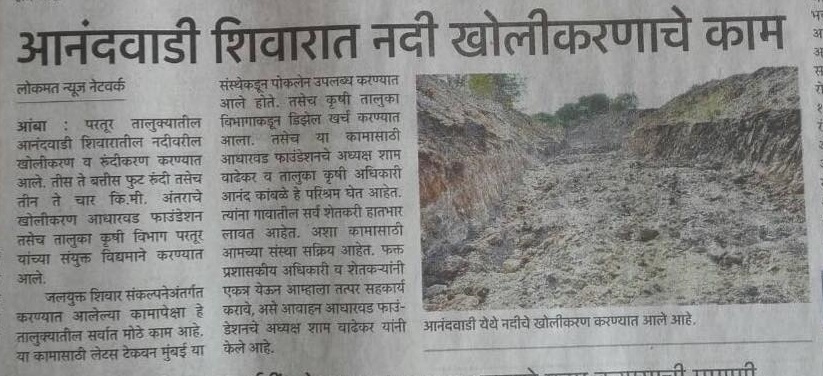 आनंदवाडी शिवारात नदी खोलीकरणाचे काम
लोकमत न्यूज नेटवर्क
आंबा : परतूर तालुक्यातील
आनंदवाडी शिवारातील नदीवरील
खोलीकरण व रुंदीकरण करण्यात
आले. तीस ते बत्तीस फुट रुंदी तसेच
तीन ते चार कि.मी. अंतराचे
खोलीकरण आधारवड फाउंडेशन
तसेच तालुका कृषी विभाग परतूर
यांच्या संयुक्त विद्यमाने करण्यात
आले.
जलयुक्त शिवार संकल्पनेअंतर्गत
करण्यात आलेल्या कामापेक्षा हे
तालुक्यातील सर्वात मोठे काम आहे.
या कामासाठी लेटस टेकवन मुंबई या
संस्थेकडून पोकलेन उपलब्ध करण्यात
आले होते. तसेच कृषी तालुका
विभागाकडून डिझेल खर्च करण्यात
आला. तसेच या कामासाठी
आधारवड फाउंडेशनचे अध्यक्ष शाम
वाढेकर व तालुका कृषी अधिकारी
आनंद कांबळे हे परिश्रम घेत आहेत.
त्यांना गावातील सर्व शेतकरी हातभार
लावत आहेत. अशा कामासाठी
आमच्या संस्था सक्रिय आहेत. फक्त
प्रशासकीय अधिकारी व शेतकऱ्यांनी
एकत्र येऊन आम्हाला तत्पर सहकार्य
करावे, असे आवाहन आधारवड फाउं-
डेशनचे अध्यक्ष शाम वाढेकर यांनी
केले आहे.
आनंदवाडी येथे नदीचे खोलीकरण करण्यात आले आहे.